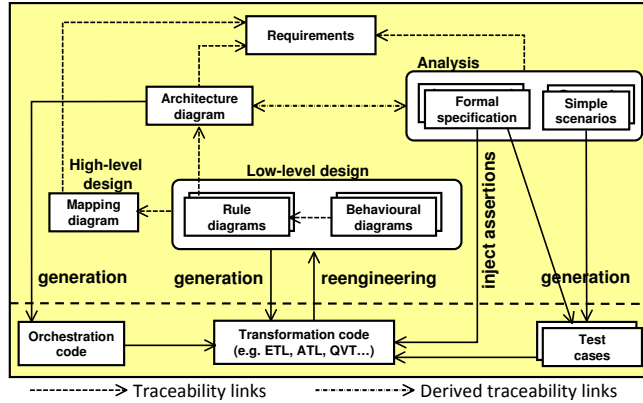 Requirements
Analysis
Architecture
diagram
Formal
specification
Simple
scenarios
High-level
design
Low-level design
Mapping
diagram
Rule
diagrams
Behavioural
diagrams
inject assertions
generation
generation
reengineering
generation
Orchestration
code
Transformation code
(e.g. ETL, ATL, QVT…)
Test
cases
Traceability links
Derived traceability links